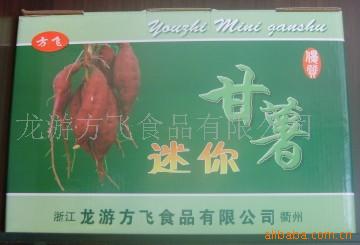 方飞
Youzhi Mini ganshu
迷你
甘薯
龙游方飞食品有限公司
浙江 龙游方飞食品有限公司 衢州
alibaba.com.cn